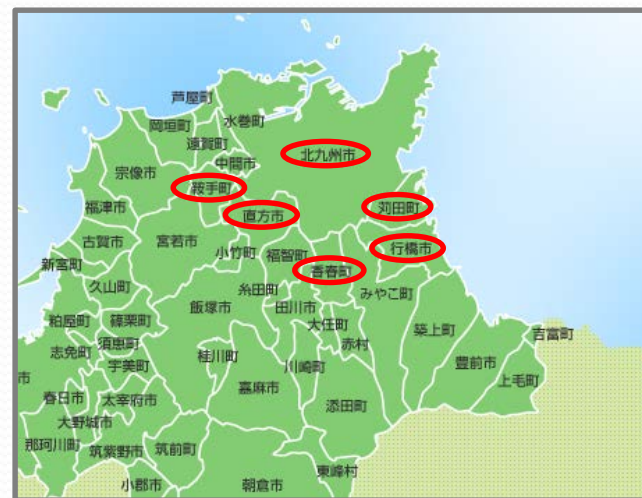 芦屋町
岡垣町
水巻町
遠賀町
中間市
北九州市
宗像市
鞍手町
福津市
直方市
苅田町
古賀市
宮若市
小竹町
福智町
行橋市
新宮町
香春町
久山町
糸田町
みやこ町
粕屋町
篠栗町
飯塚市
田川市
大任町
築上町
吉富町
志免町
須恵町
赤村
豊前市
宇美町
桂川町
川崎町
上毛町
市
春日市
太宰府市
嘉麻市
添田町
大野城市
那珂川町
筑紫野市
筑前町
東峰村
小郡市
朝倉市